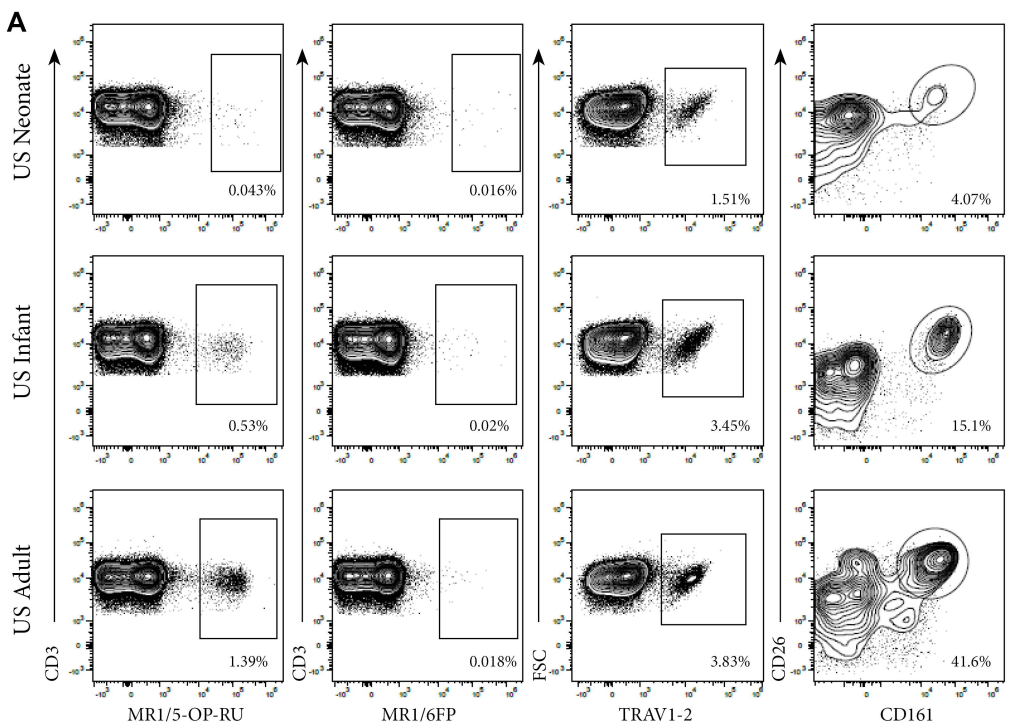 A
US Neonate
0.043%
0.016%
1.51%
4.07%
US Infant
0.53%
0.02%
3.45%
15.1%
US Adult
1.39%
0.018%
3.83%
41.6%
CD3
CD3
FSC
CD26
MR1/5-OP-RU
MR1/6FP
TRAV1-2
CD161